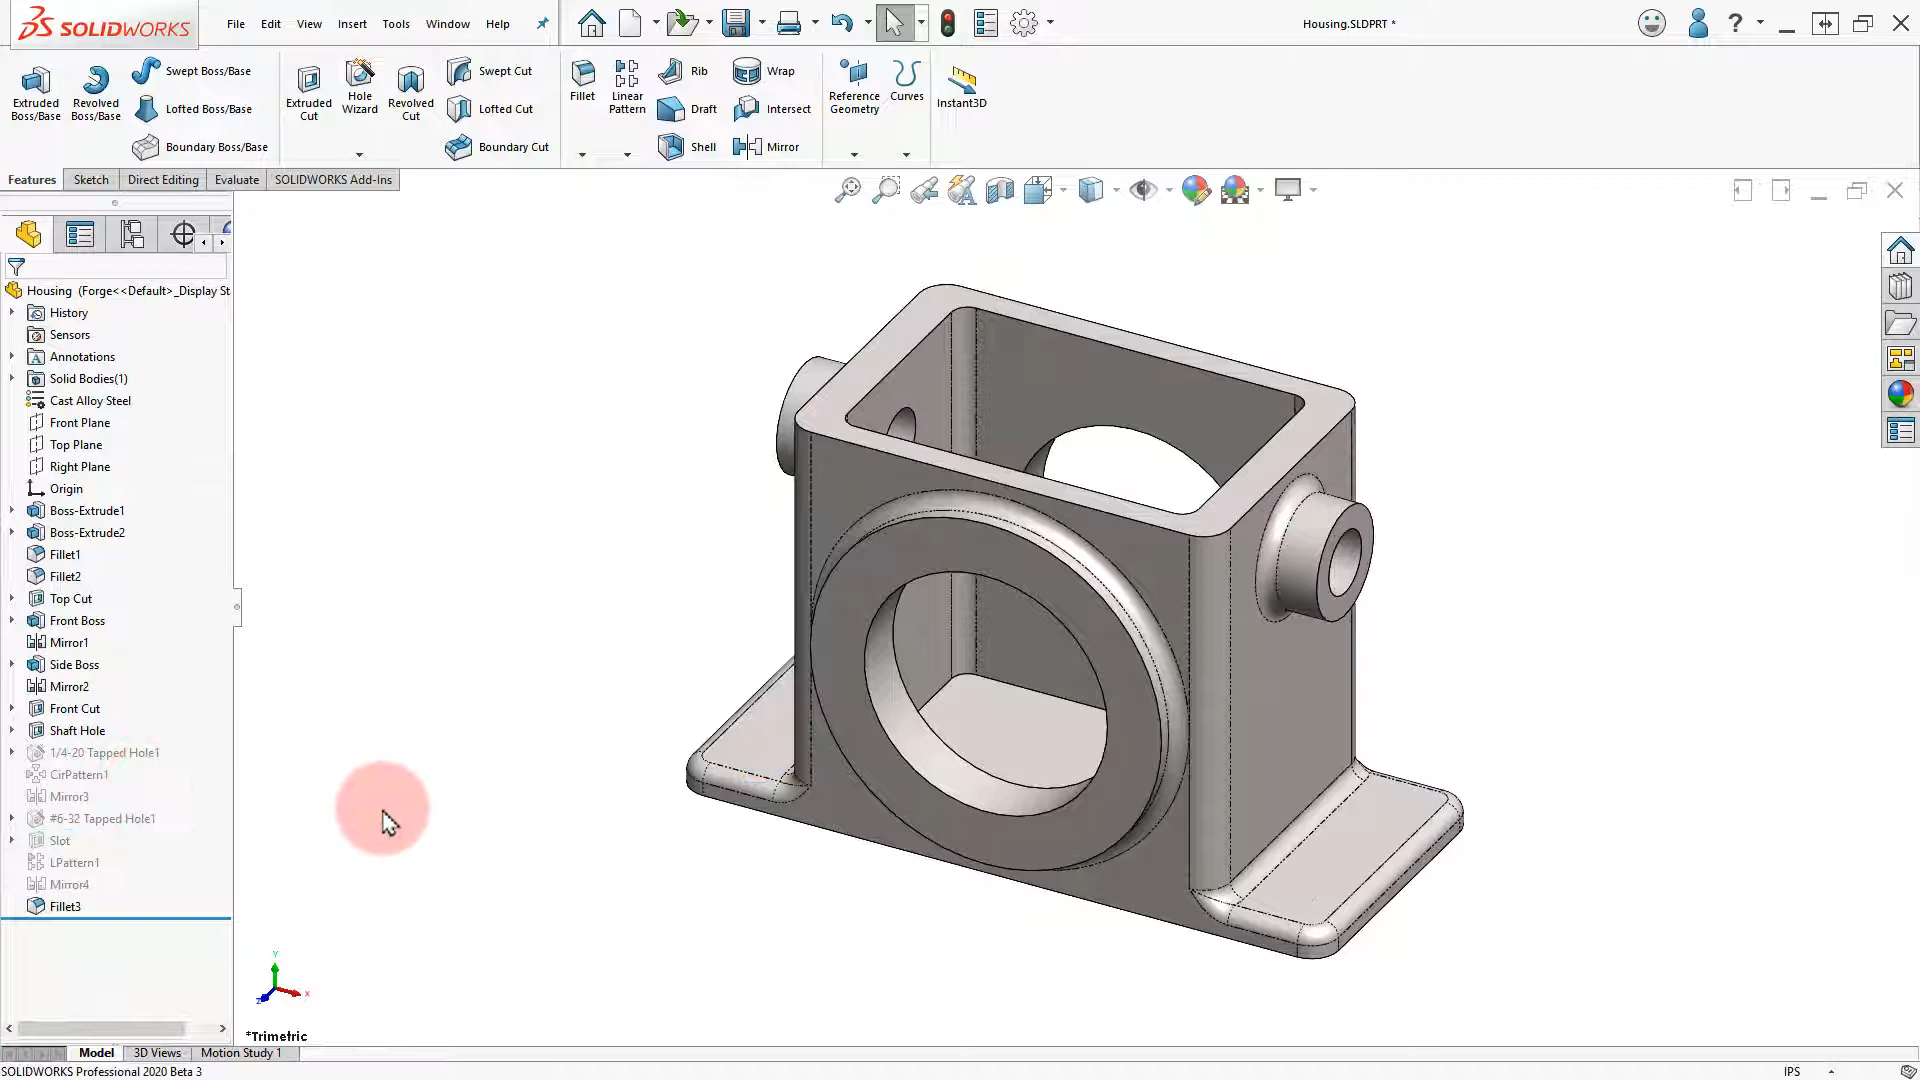 SOLIDWORKS
File Edit View Insert Tools Window Help
Housing.SLDPRT *
Extruded Boss/Base
Revolved Boss/Base
Swept Boss/Base
Lofted Boss/Base
Boundary Boss/Base
Extruded Cut
Hole Wizard
Revolved Cut
Swept Cut
Lofted Cut
Boundary Cut
Fillet
Linear Pattern
Rib
Draft
Shell
Wrap
Intersect
Mirror
Reference Geometry
Curves
Instant3D
Features Sketch Direct Editing Evaluate SOLIDWORKS Add-Ins
Housing (Forge<<Default>_Display St
History
Sensors
Annotations
Solid Bodies(1)
Cast Alloy Steel
Front Plane
Top Plane
Right Plane
Origin
Boss-Extrude1
Boss-Extrude2
Fillet1
Fillet2
Top Cut
Front Boss
Mirror1
Side Boss
Mirror2
Front Cut
Shaft Hole
1/4-20 Tapped Hole1
CirPattern1
Mirror3
#6-32 Tapped Hole1
Slot
LPattern1
Mirror4
Fillet3
Y
X
Z
*Trimetric
Model 3D Views Motion Study 1
SOLIDWORKS Professional 2020 Beta 3
IPS